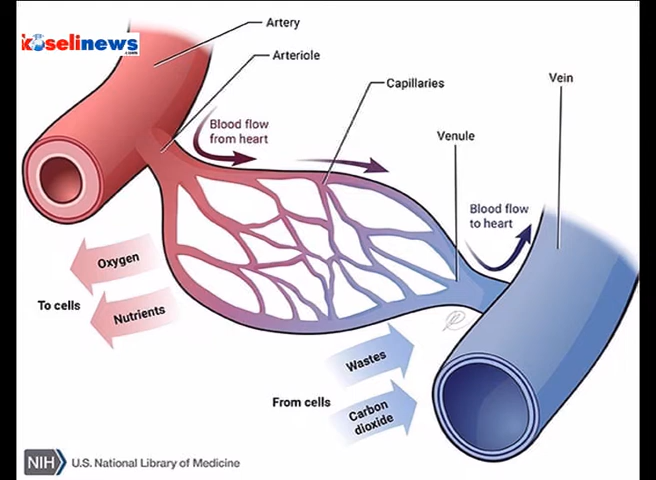 koselinews
.com
Artery
Arteriole
Capillaries
Vein
Venule
Blood flow
from heart
Blood flow
to heart
Oxygen
To cells
Nutrients
Wastes
From cells
Carbon
dioxide
NIH
U.S. National Library of Medicine